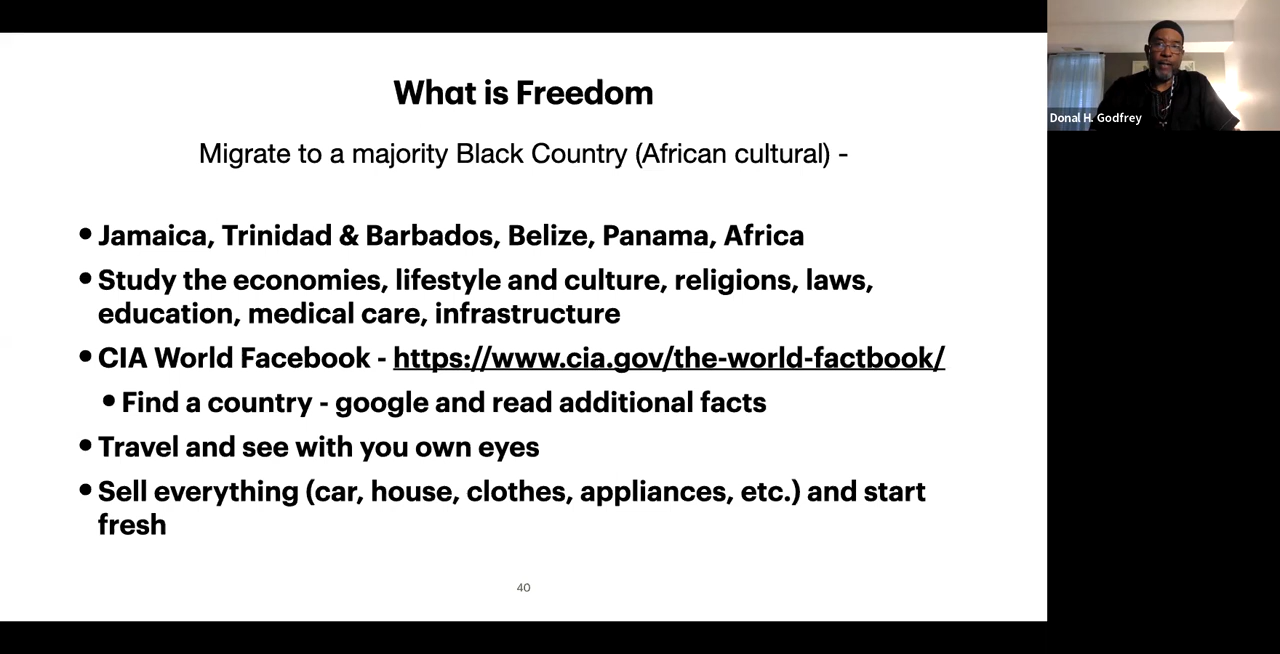 What is Freedom
Migrate to a majority Black Country (African cultural) -
• Jamaica, Trinidad & Barbados, Belize, Panama, Africa
• Study the economies, lifestyle and culture, religions, laws,
education, medical care, infrastructure
• CIA World Facebook - https://www.cia.gov/the-world-factbook/
• Find a country - google and read additional facts
• Travel and see with you own eyes
• Sell everything (car, house, clothes, appliances, etc.) and start
fresh
40
Donal H. Godfrey